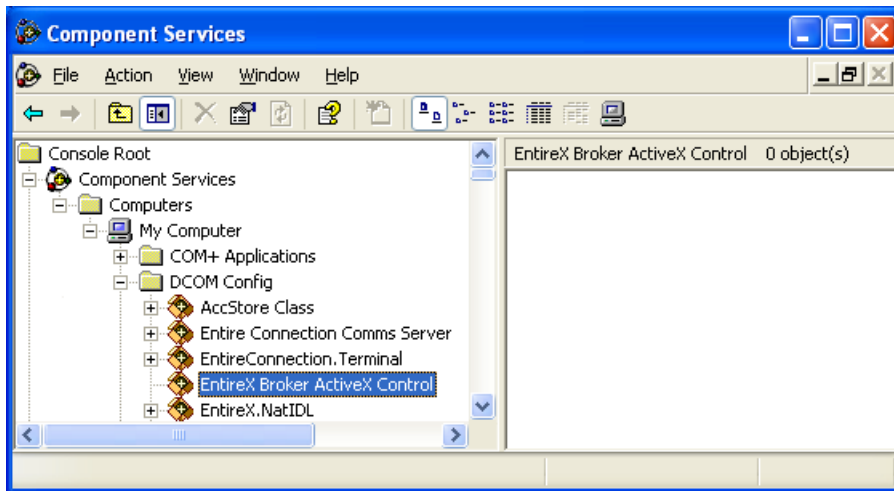 Component Services
File Action View Window Help
Console Root
EntireX Broker ActiveX Control 0 object(s)
Component Services
Computers
My Computer
COM+ Applications
DCOM Config
AccStore Class
Entire Connection Comms Server
EntireConnection.Terminal
EntireX Broker ActiveX Control
EntireX.NatIDL